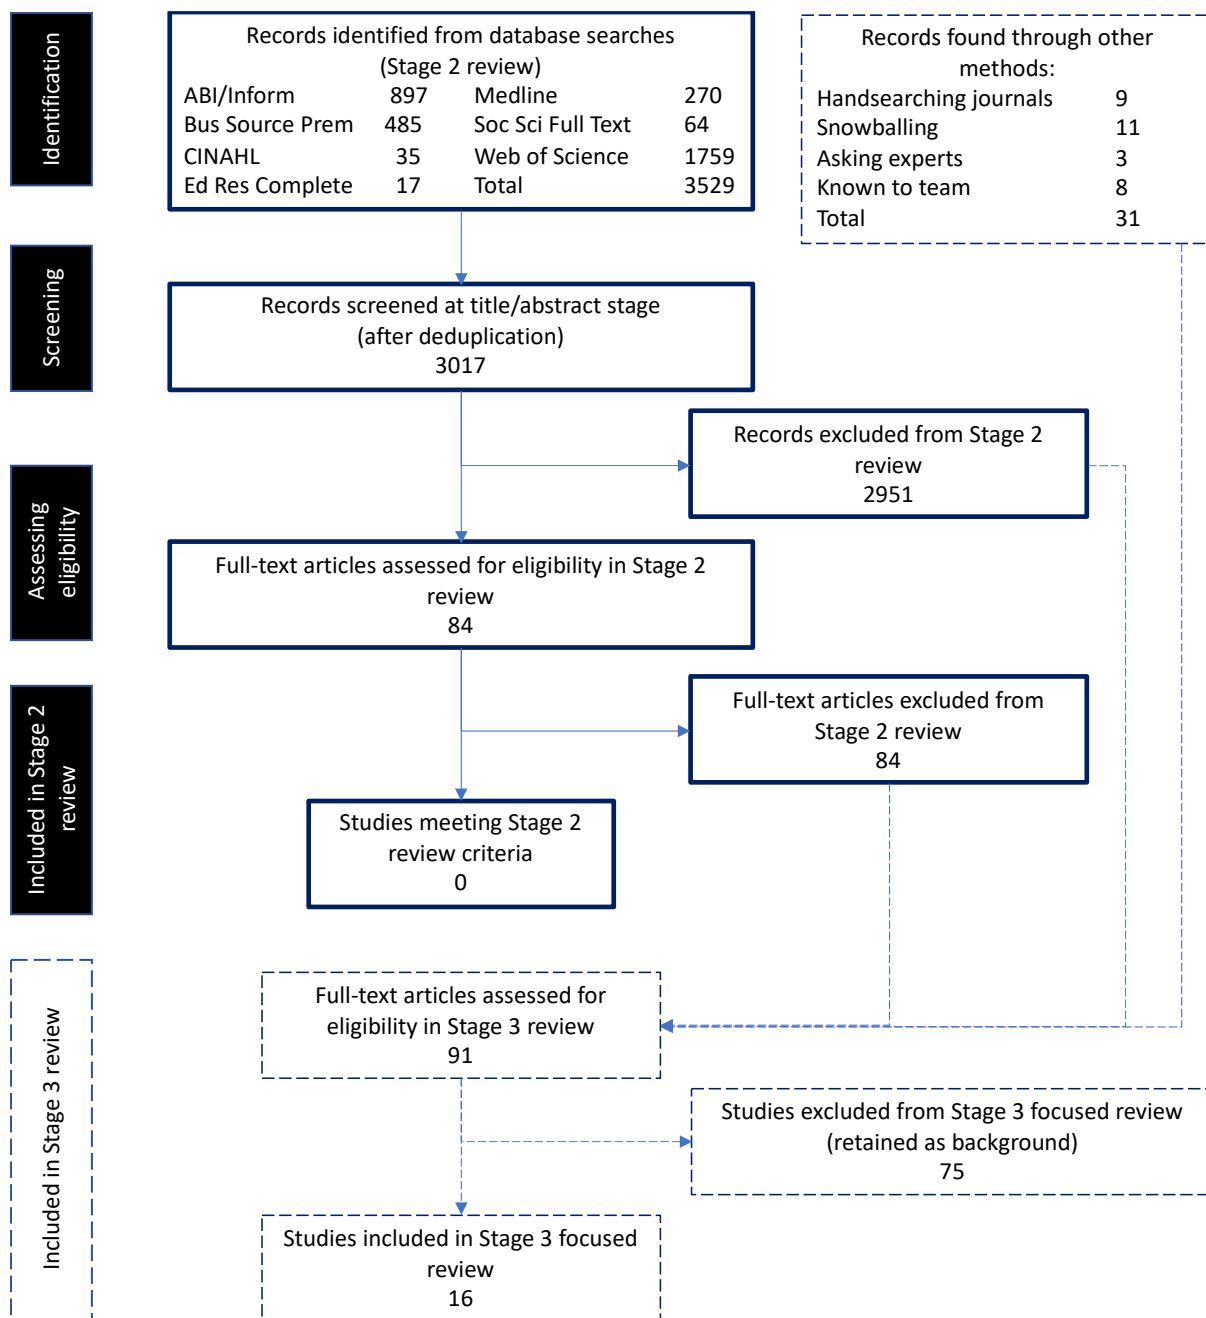 Identification
Records identified from database searches
(Stage 2 review)
ABI/Inform 897 Medline 270
Bus Source Prem 485 Soc Sci Full Text 64
CINAHL 35 Web of Science 1759
Ed Res Complete 17 Total 3529
Records found through other
methods:
Handsearching journals 9
Snowballing 11
Asking experts 3
Known to team 8
Total 31
Screening
Records screened at title/abstract stage
(after deduplication)
3017
Records excluded from Stage 2
review
2951
Assessing
eligibility
Full-text articles assessed for eligibility in Stage 2
review
84
Included in Stage 2
review
Full-text articles excluded from
Stage 2 review
84
Studies meeting Stage 2
review criteria
0
Included in Stage 3 review
Full-text articles assessed for
eligibility in Stage 3 review
91
Studies excluded from Stage 3 focused review
(retained as background)
75
Studies included in Stage 3 focused
review
16